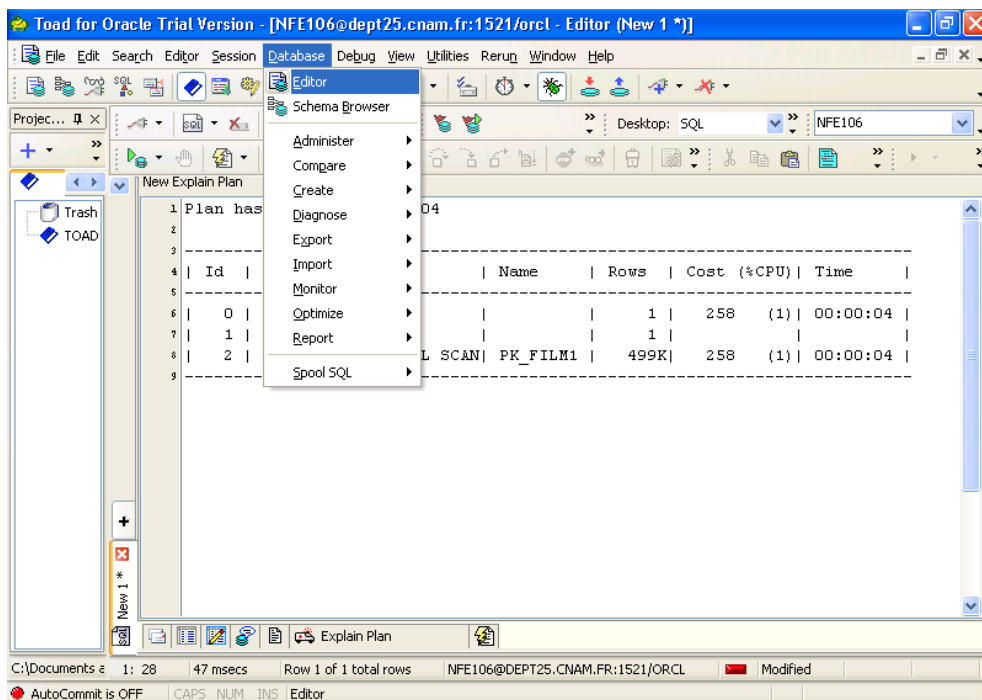 Toad for Oracle Trial Version - [NFE106@dept25.cnam.fr:1521/orcl - Editor (New 1 *)]
File Edit Search Editor Session Database Debug View Utilities Rerun Window Help
SQL
Editor
Schema Browser
Administer
Compare
Create
Diagnose
Export
Import
Monitor
Optimize
Report
Spool SQL
Projec...
sql
Desktop: SQL
NFE106
Trash
TOAD
New Explain Plan
1 Plan has 04
2
3 ----------------------------------------
4 | Id | | Name | Rows | Cost (%CPU)| Time |
5 ----------------------------------------
6 | 0 | | | 1 | 258 (1)| 00:00:04 |
7 | 1 | | | 1 | | |
8 | 2 | L SCAN| PK_FILM1 | 499K| 258 (1)| 00:00:04 |
9 ----------------------------------------
New 1 *
sql
Explain Plan
C:\Documents a 1: 28 47 msecs Row 1 of 1 total rows NFE106@DEPT25.CNAM.FR:1521/ORCL Modified
AutoCommit is OFF CAPS NUM INS Editor